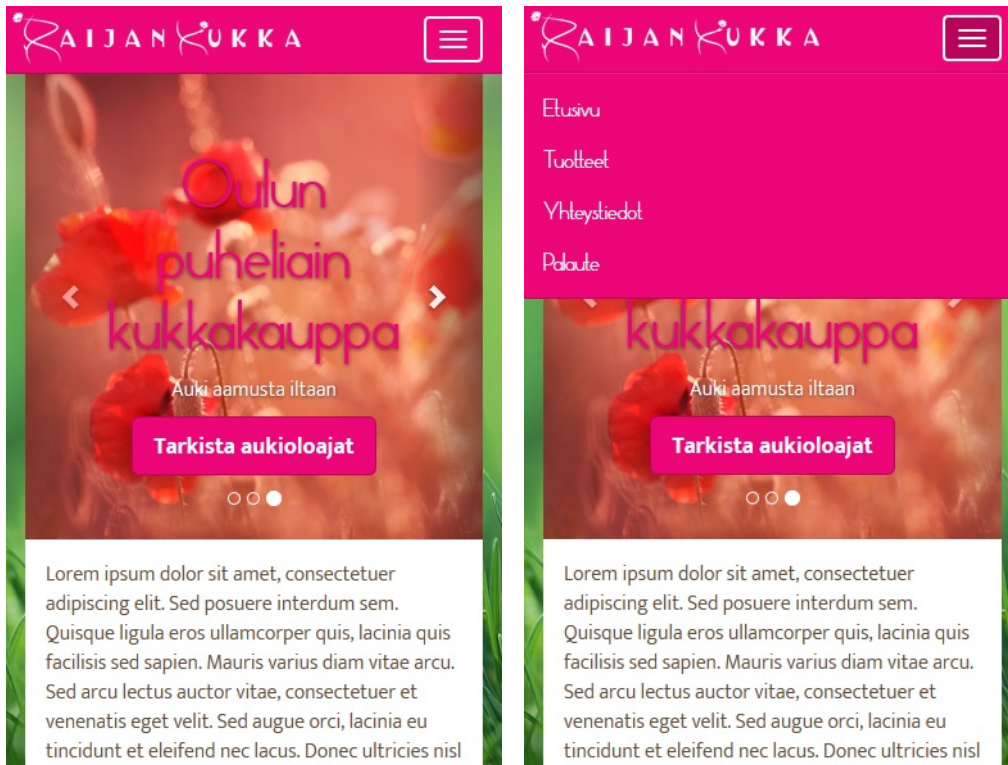 RAIJAN KUKKA
Oulun
puheliain
kukkakauppa
Auki aamusta iltaan
Tarkista aukioloajat
Lorem ipsum dolor sit amet, consectetuer
adipiscing elit. Sed posuere interdum sem.
Quisque ligula eros ullamcorper quis, lacinia quis
facilisis sed sapien. Mauris varius diam vitae arcu.
Sed arcu lectus auctor vitae, consectetuer et
venenatis eget velit. Sed augue orci, lacinia eu
tincidunt et eleifend nec lacus. Donec ultricies nisl
RAIJAN KUKKA
Etusivu
Tuotteet
Yhteystiedot
Palaute
kukkakauppa
Auki aamusta iltaan
Tarkista aukioloajat
Lorem ipsum dolor sit amet, consectetuer
adipiscing elit. Sed posuere interdum sem.
Quisque ligula eros ullamcorper quis, lacinia quis
facilisis sed sapien. Mauris varius diam vitae arcu.
Sed arcu lectus auctor vitae, consectetuer et
venenatis eget velit. Sed augue orci, lacinia eu
tincidunt et eleifend nec lacus. Donec ultricies nisl